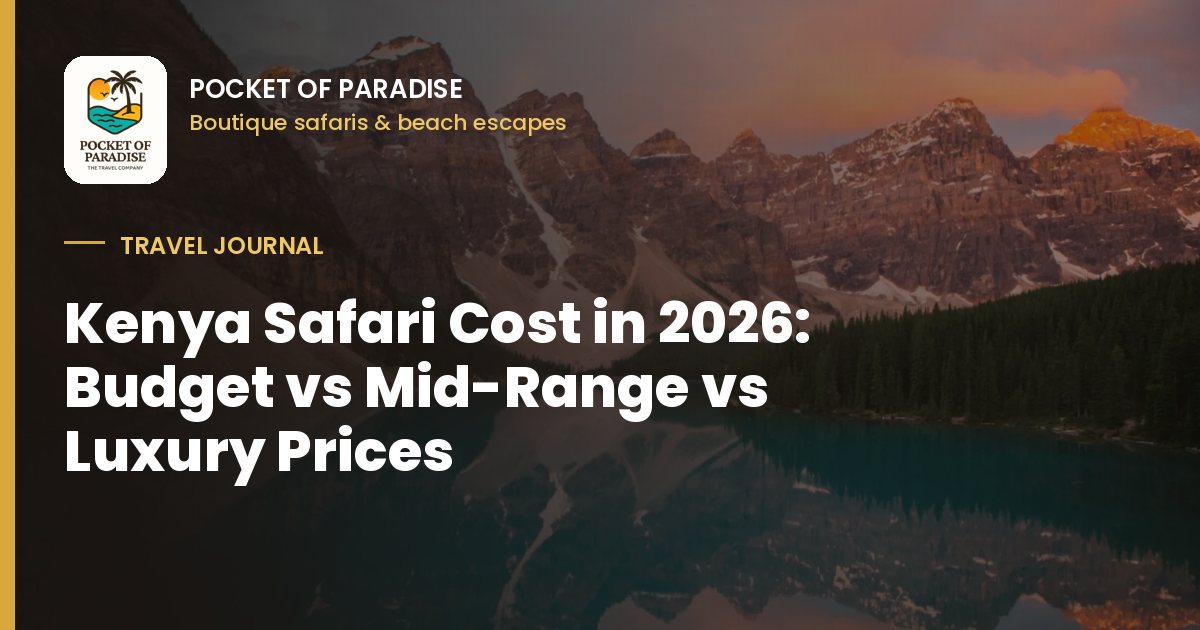 POCKET OF PARADISE
Boutique safaris & beach escapes
POCKET OF
PARADISE
THE TRAVEL COMPANY
TRAVEL JOURNAL
Kenya Safari Cost in 2026:
Budget vs Mid-Range vs
Luxury Prices